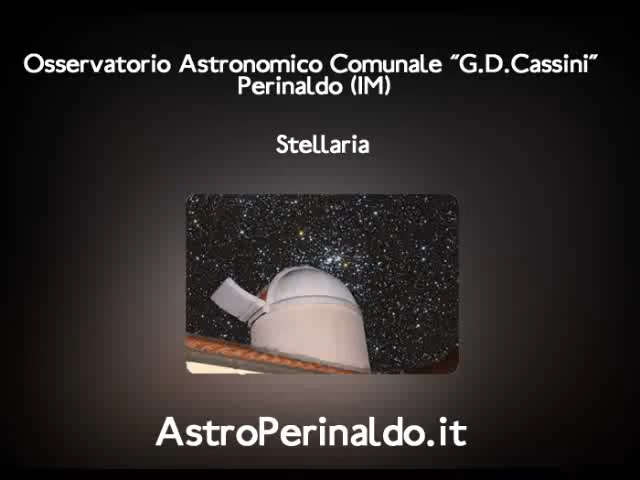 Osservatorio Astronomico Comunale “G.D.Cassini”
Perinaldo (IM)
Stellaria
AstroPerinaldo.it